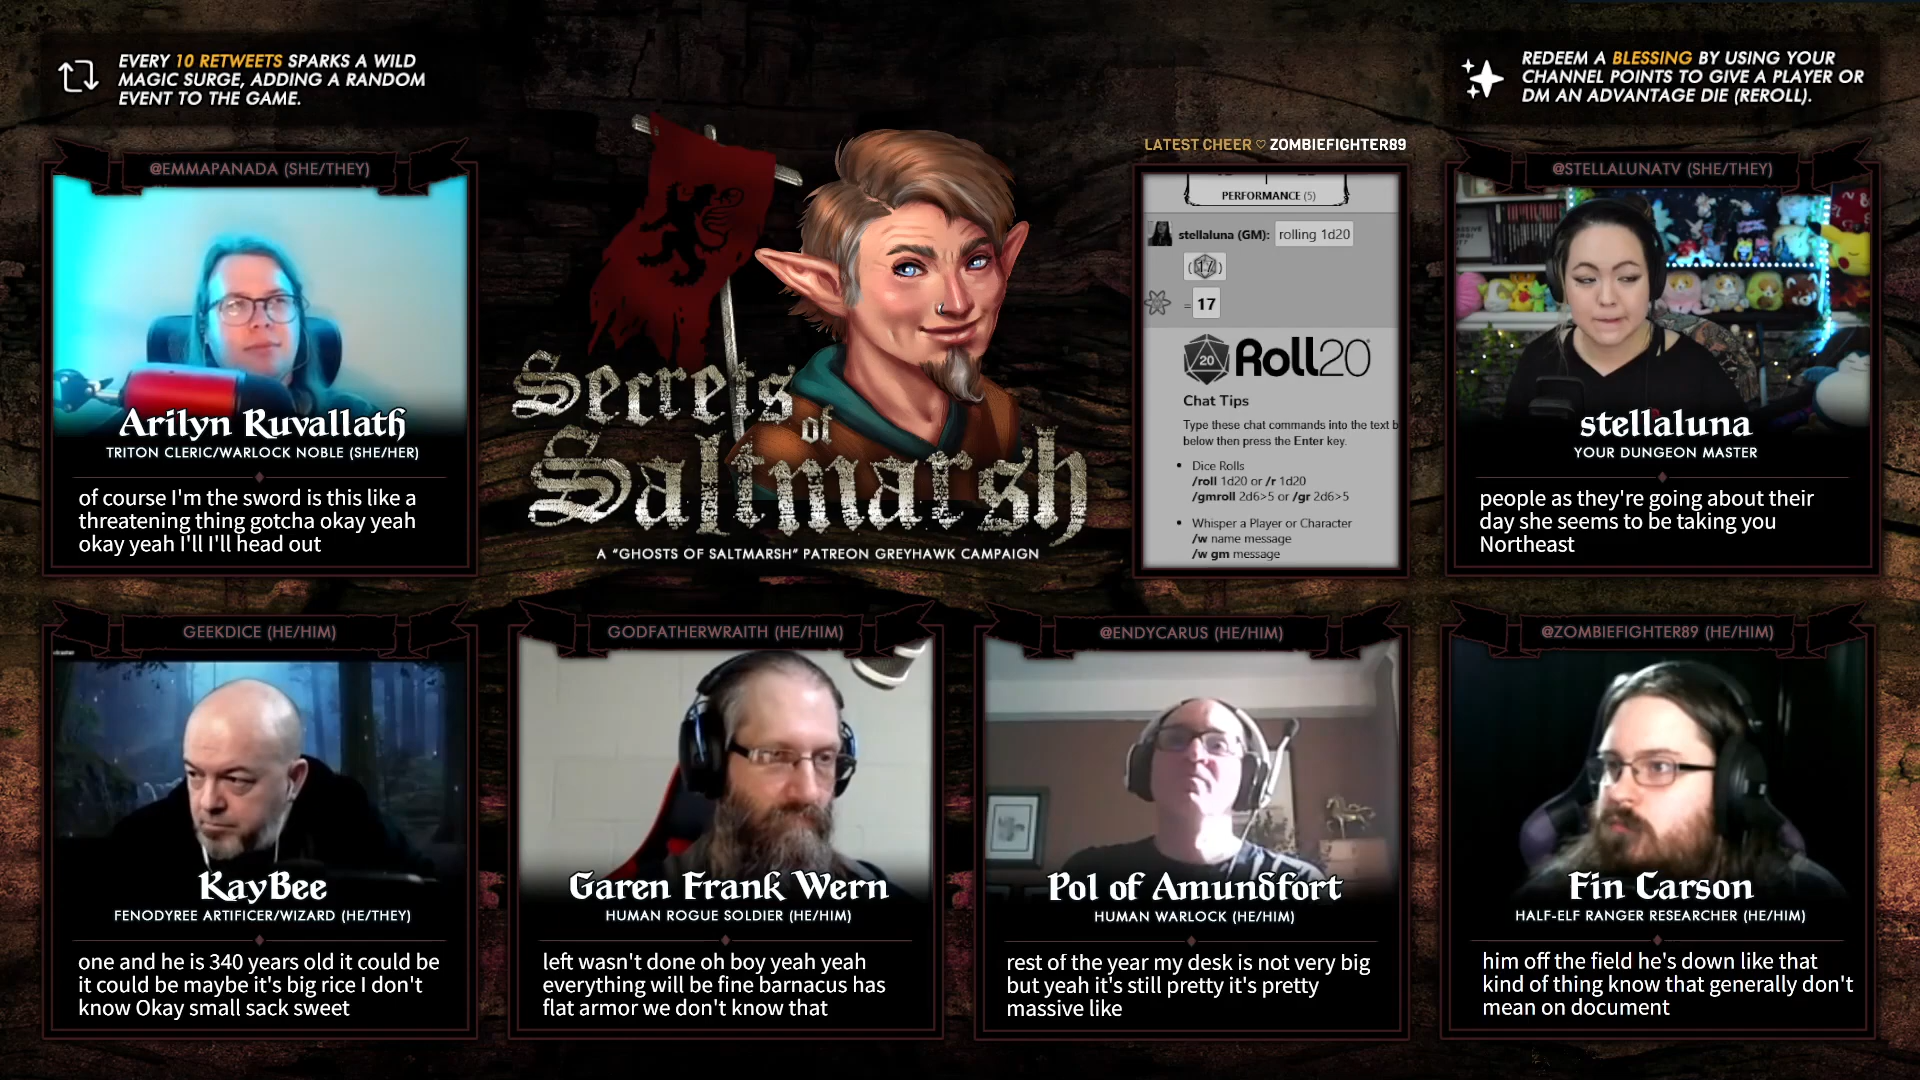 EVERY 10 RETWEETS SPARKS A WILD
MAGIC SURGE, ADDING A RANDOM
EVENT TO THE GAME.
REDEEM A BLESSING BY USING YOUR
CHANNEL POINTS TO GIVE A PLAYER OR
DM AN ADVANTAGE DIE (REROLL).
@EMMAPANADA (SHE/THEY)
Arilyn Ruvallath
TRITON CLERIC/WARLOCK NOBLE (SHE/HER)
of course I'm the sword is this like a
threatening thing gotcha okay yeah
okay yeah I'll I'll head out
Secrets
of
Saltmarsh
A "GHOSTS OF SALTMARSH" PATREON GREYHAWK CAMPAIGN
LATEST CHEER ♡ ZOMBIEFIGHTER89
PERFORMANCE (5)
stellaluna (GM): rolling 1d20
(17)
= 17
20 Roll20
Chat Tips
Type these chat commands into the text b
below then press the Enter key.
• Dice Rolls
/roll 1d20 or /r 1d20
/gmroll 2d6>5 or /gr 2d6>5
• Whisper a Player or Character
/w name message
/w gm message
@STELLALUNATV (SHE/THEY)
stellaluna
YOUR DUNGEON MASTER
people as they're going about their
day she seems to be taking you
Northeast
GEEKDICE (HE/HIM)
KayBee
FENODYREE ARTIFICER/WIZARD (HE/THEY)
one and he is 340 years old it could be
it could be maybe it's big rice I don't
know Okay small sack sweet
GODFATHERWRAITH (HE/HIM)
Garen Frank Wern
HUMAN ROGUE SOLDIER (HE/HIM)
left wasn't done oh boy yeah yeah
everything will be fine barnacus has
flat armor we don't know that
@ENDYCARUS (HE/HIM)
Pol of Amundfort
HUMAN WARLOCK (HE/HIM)
rest of the year my desk is not very big
but yeah it's still pretty it's pretty
massive like
@ZOMBIEFIGHTER89 (HE/HIM)
Fin Carson
HALF-ELF RANGER RESEARCHER (HE/HIM)
him off the field he's down like that
kind of thing know that generally don't
mean on document